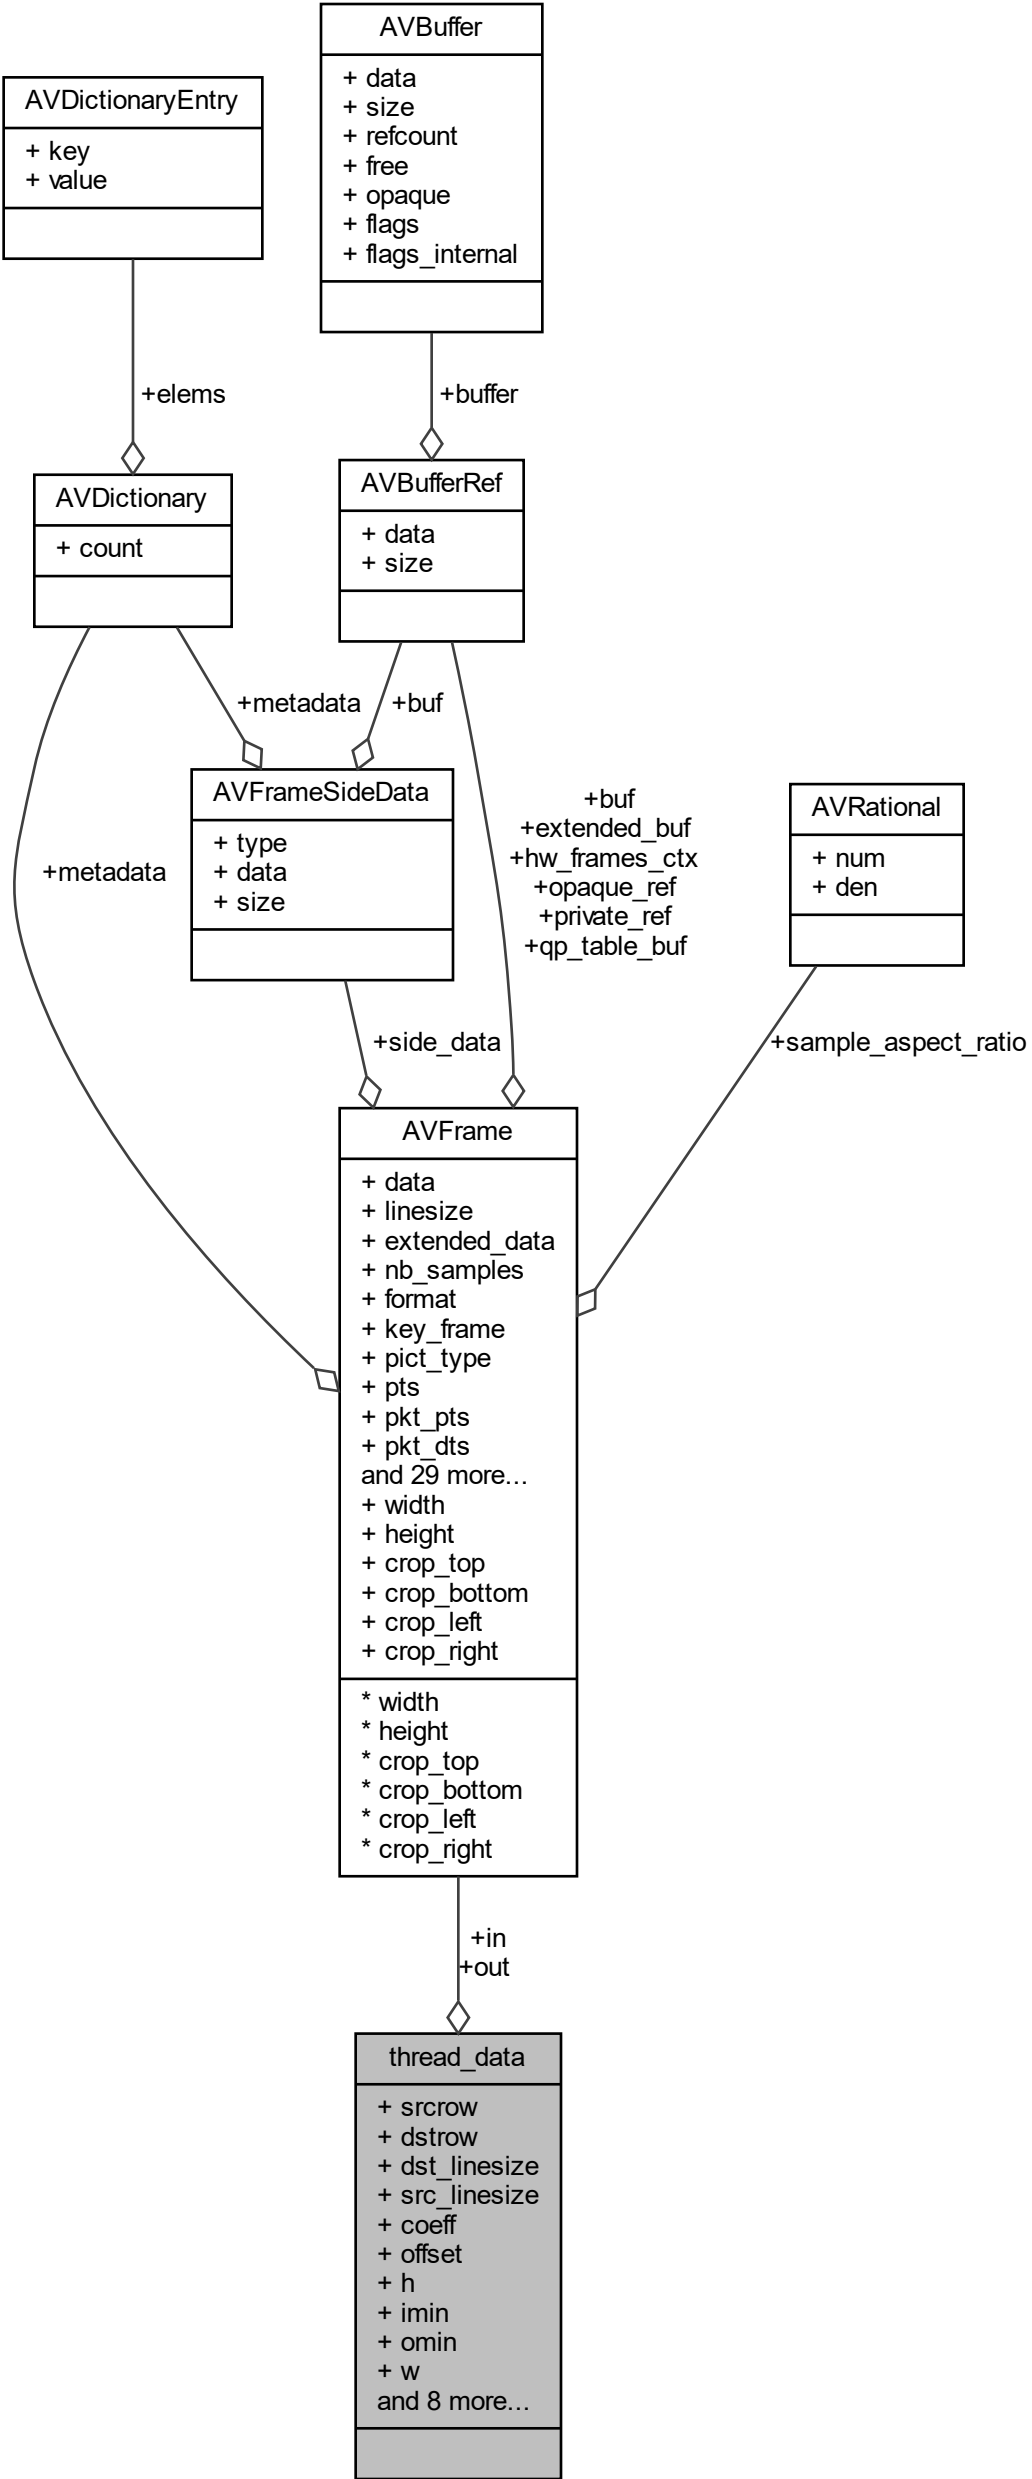 AVBuffer
+ data
+ size
+ refcount
+ free
+ opaque
+ flags
+ flags_internal
AVDictionaryEntry
+ key
+ value
+elems
+buffer
AVDictionary
+ count
AVBufferRef
+ data
+ size
+metadata
+buf
AVFrameSideData
+ type
+ data
+ size
+metadata
+buf
+extended_buf
+hw_frames_ctx
+opaque_ref
+private_ref
+qp_table_buf
AVRational
+ num
+ den
+side_data
+sample_aspect_ratio
AVFrame
+ data
+ linesize
+ extended_data
+ nb_samples
+ format
+ key_frame
+ pict_type
+ pts
+ pkt_pts
+ pkt_dts
and 29 more...
+ width
+ height
+ crop_top
+ crop_bottom
+ crop_left
+ crop_right
* width
* height
* crop_top
* crop_bottom
* crop_left
* crop_right
+in
+out
thread_data
+ srcrow
+ dstrow
+ dst_linesize
+ src_linesize
+ coeff
+ offset
+ h
+ imin
+ omin
+ w
and 8 more...